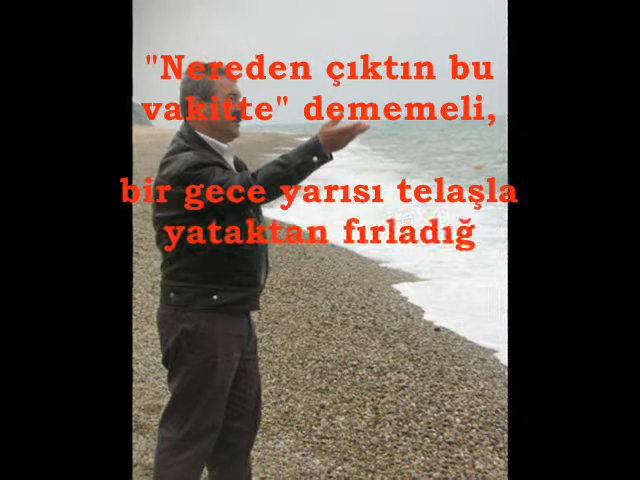 "Nereden çıktın bu
vakitte" dememeli,
bir gece yarısı telaşla
yataktan fırladığ